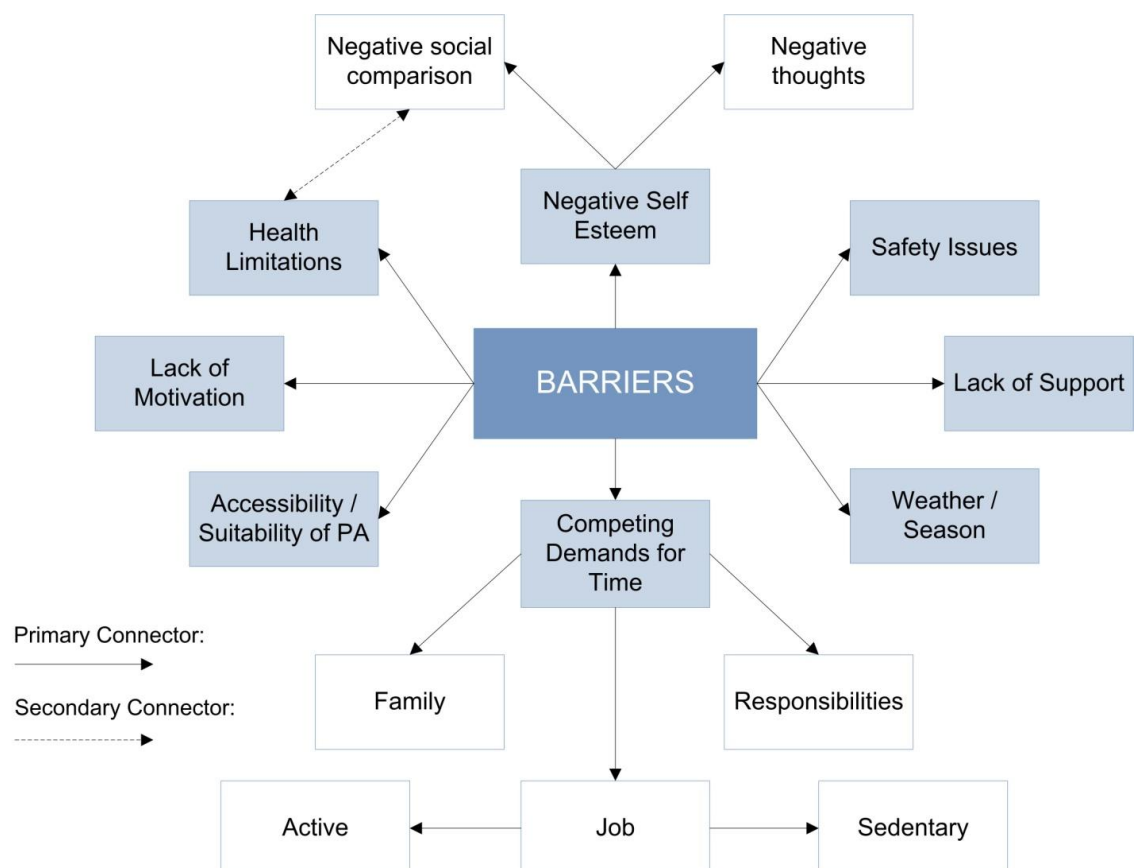 Negative social
comparison
Negative
thoughts
Negative Self
Esteem
Health
Limitations
Safety Issues
Lack of
Motivation
BARRIERS
Lack of Support
Accessibility /
Suitability of PA
Competing
Demands for
Time
Weather /
Season
Primary Connector:
Secondary Connector:
Family
Responsibilities
Active
Job
Sedentary